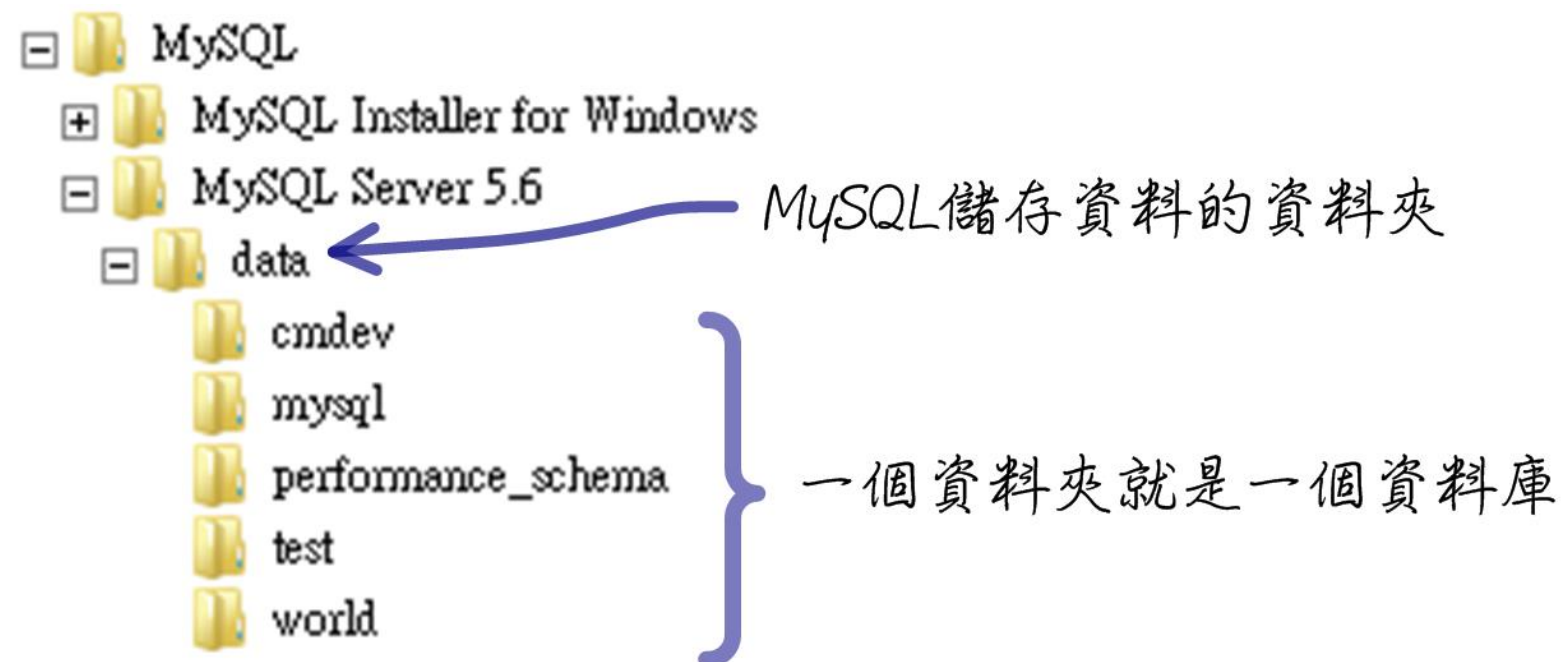 MySQL
MySQL Installer for Windows
MySQL Server 5.6
MySQL儲存資料的資料夾
data
cmdev
mysql
performance_schema
一個資料夾就是一個資料庫
test
world